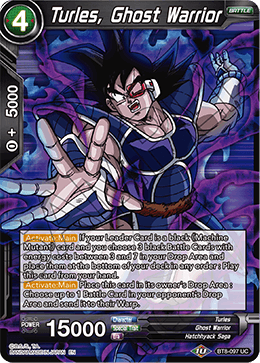 4
Turles, Ghost Warrior
BATTLE
+ 5000
Activate:Main If your Leader Card is a black ⟨Machine
Mutant⟩ card and you choose 3 black Battle Cards with
energy costs between 3 and 7 in your Drop Area and
place them at the bottom of your deck in any order : Play
this card from your hand.
Activate:Main Place this card in its owner's Drop Area :
Choose up to 1 Battle Card in your opponent's Drop
Area and send it to their Warp.
POWER
15000
Character
Turles
Special Trait
Ghost Warrior
Era
Hatchhyack Saga
BT8-097 UC